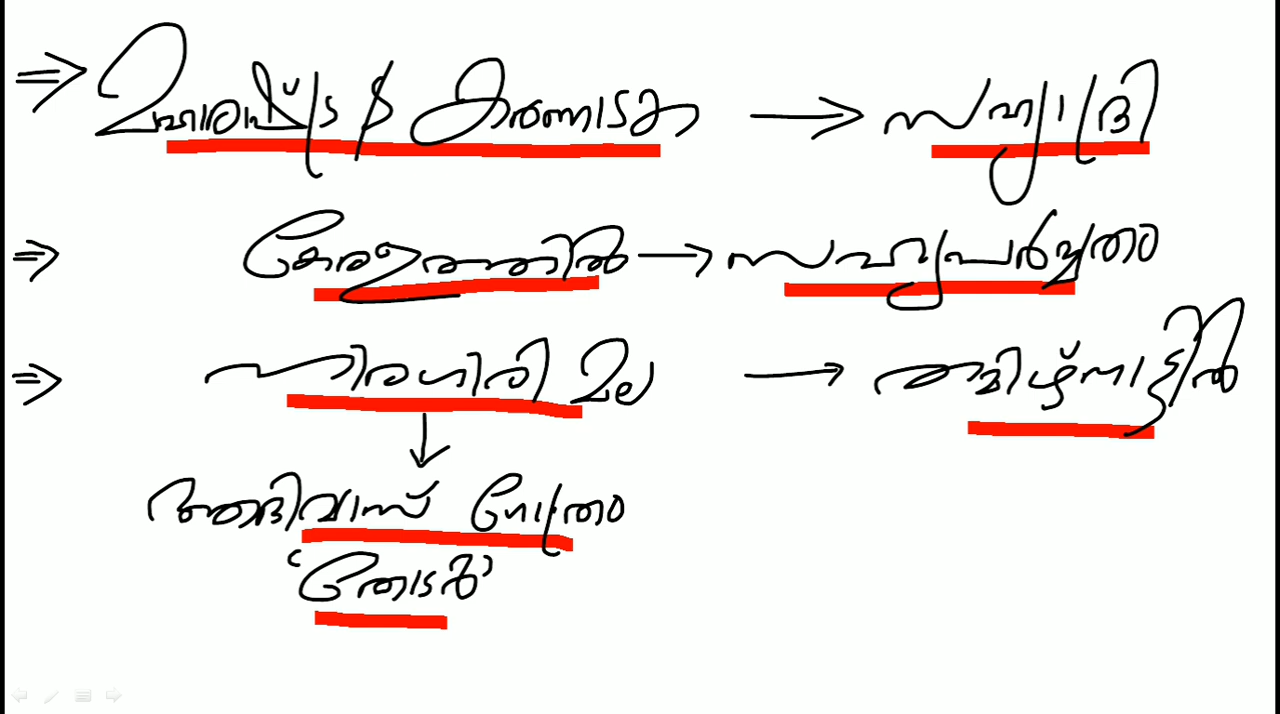 ⇒ മഹാരാഷ്ട്ര $ കർണാടക → സഹ്യാദ്രി
⇒ കേരളത്തിൽ → സഹ്യപർവ്വതം
⇒ നീലഗിരി മല → തമിഴ്നാട്ടിൽ
↓
ആദിവാസി ഗോത്രം
‘തോടർ’